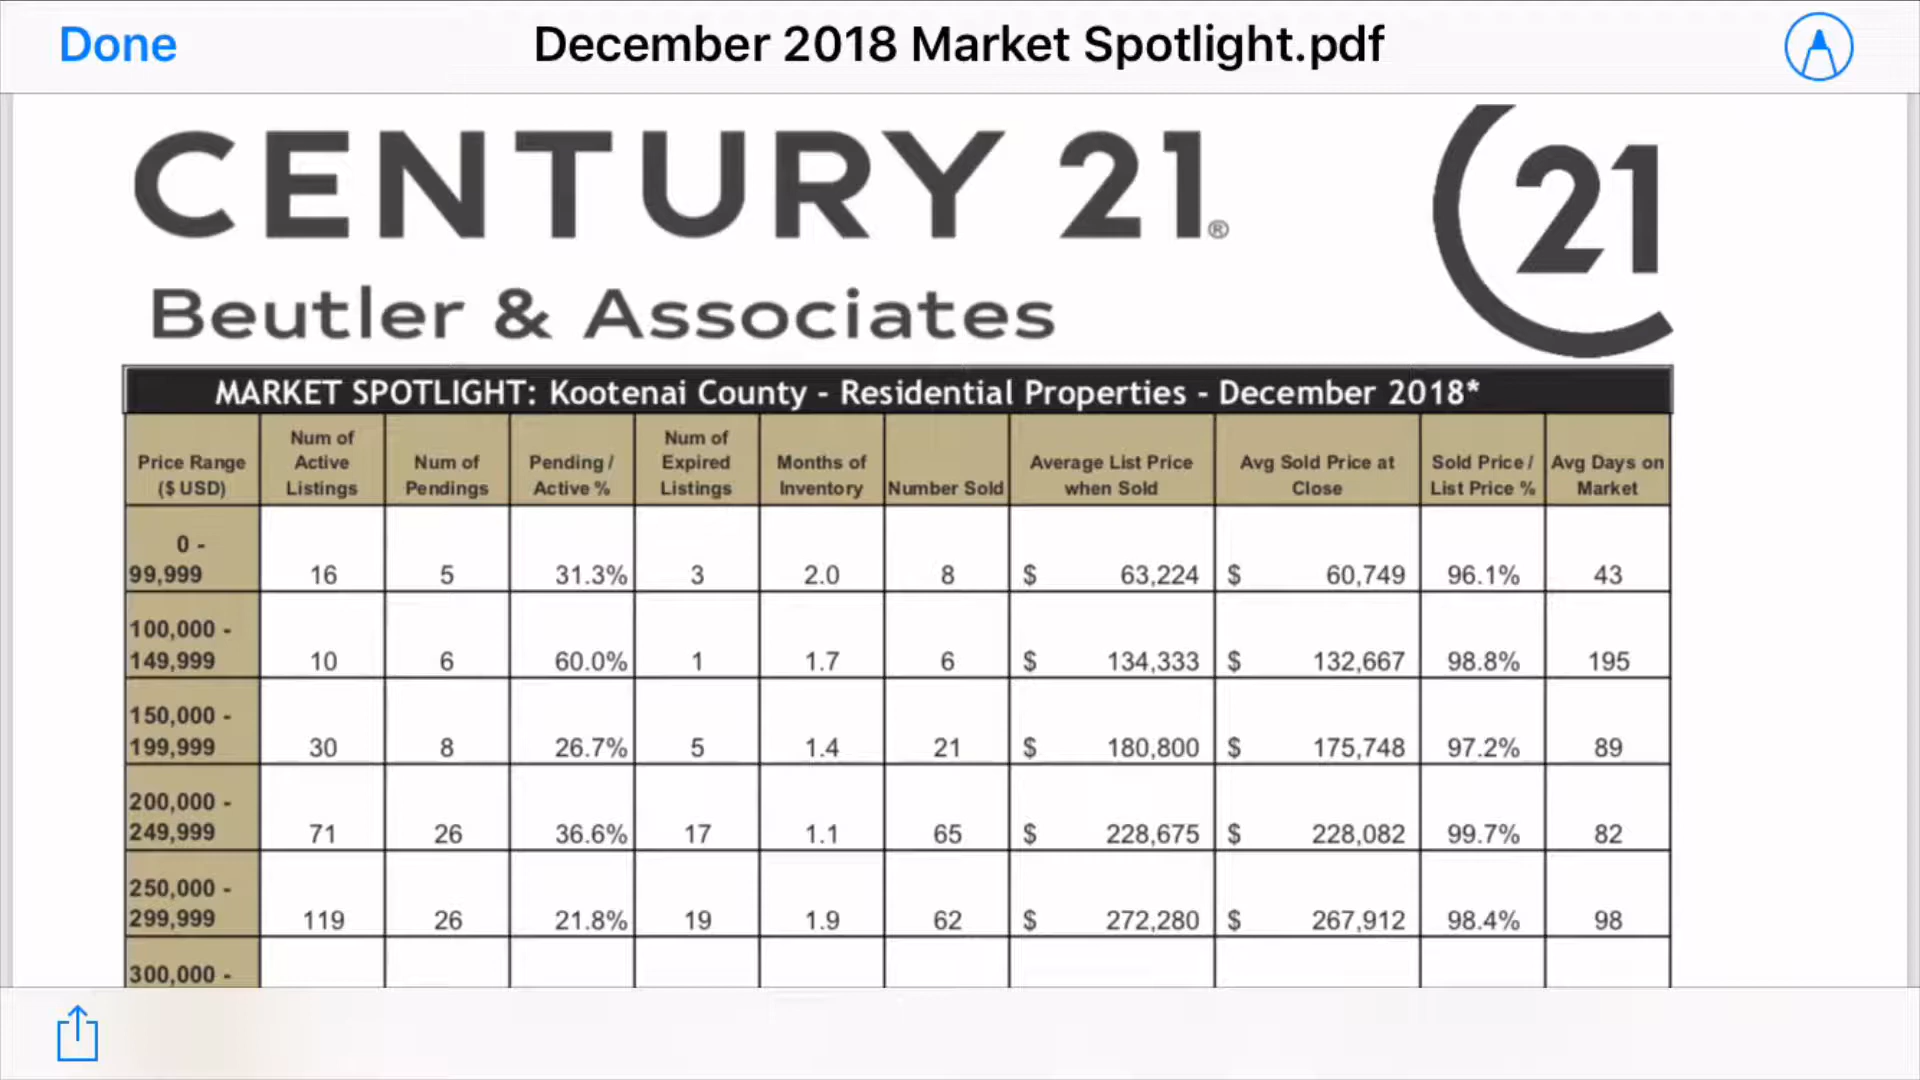 Done
December 2018 Market Spotlight.pdf
CENTURY 21®
Beutler & Associates
21
MARKET SPOTLIGHT: Kootenai County - Residential Properties - December 2018*
Price Range ($ USD) Num of Active Listings Num of Pendings Pending / Active % Num of Expired Listings Months of Inventory Number Sold Average List Price when Sold Avg Sold Price at Close Sold Price / List Price % Avg Days on Market
0 - 99,999 16 5 31.3% 3 2.0 8 $ 63,224 $ 60,749 96.1% 43
100,000 - 149,999 10 6 60.0% 1 1.7 6 $ 134,333 $ 132,667 98.8% 195
150,000 - 199,999 30 8 26.7% 5 1.4 21 $ 180,800 $ 175,748 97.2% 89
200,000 - 249,999 71 26 36.6% 17 1.1 65 $ 228,675 $ 228,082 99.7% 82
250,000 - 299,999 119 26 21.8% 19 1.9 62 $ 272,280 $ 267,912 98.4% 98
300,000 -